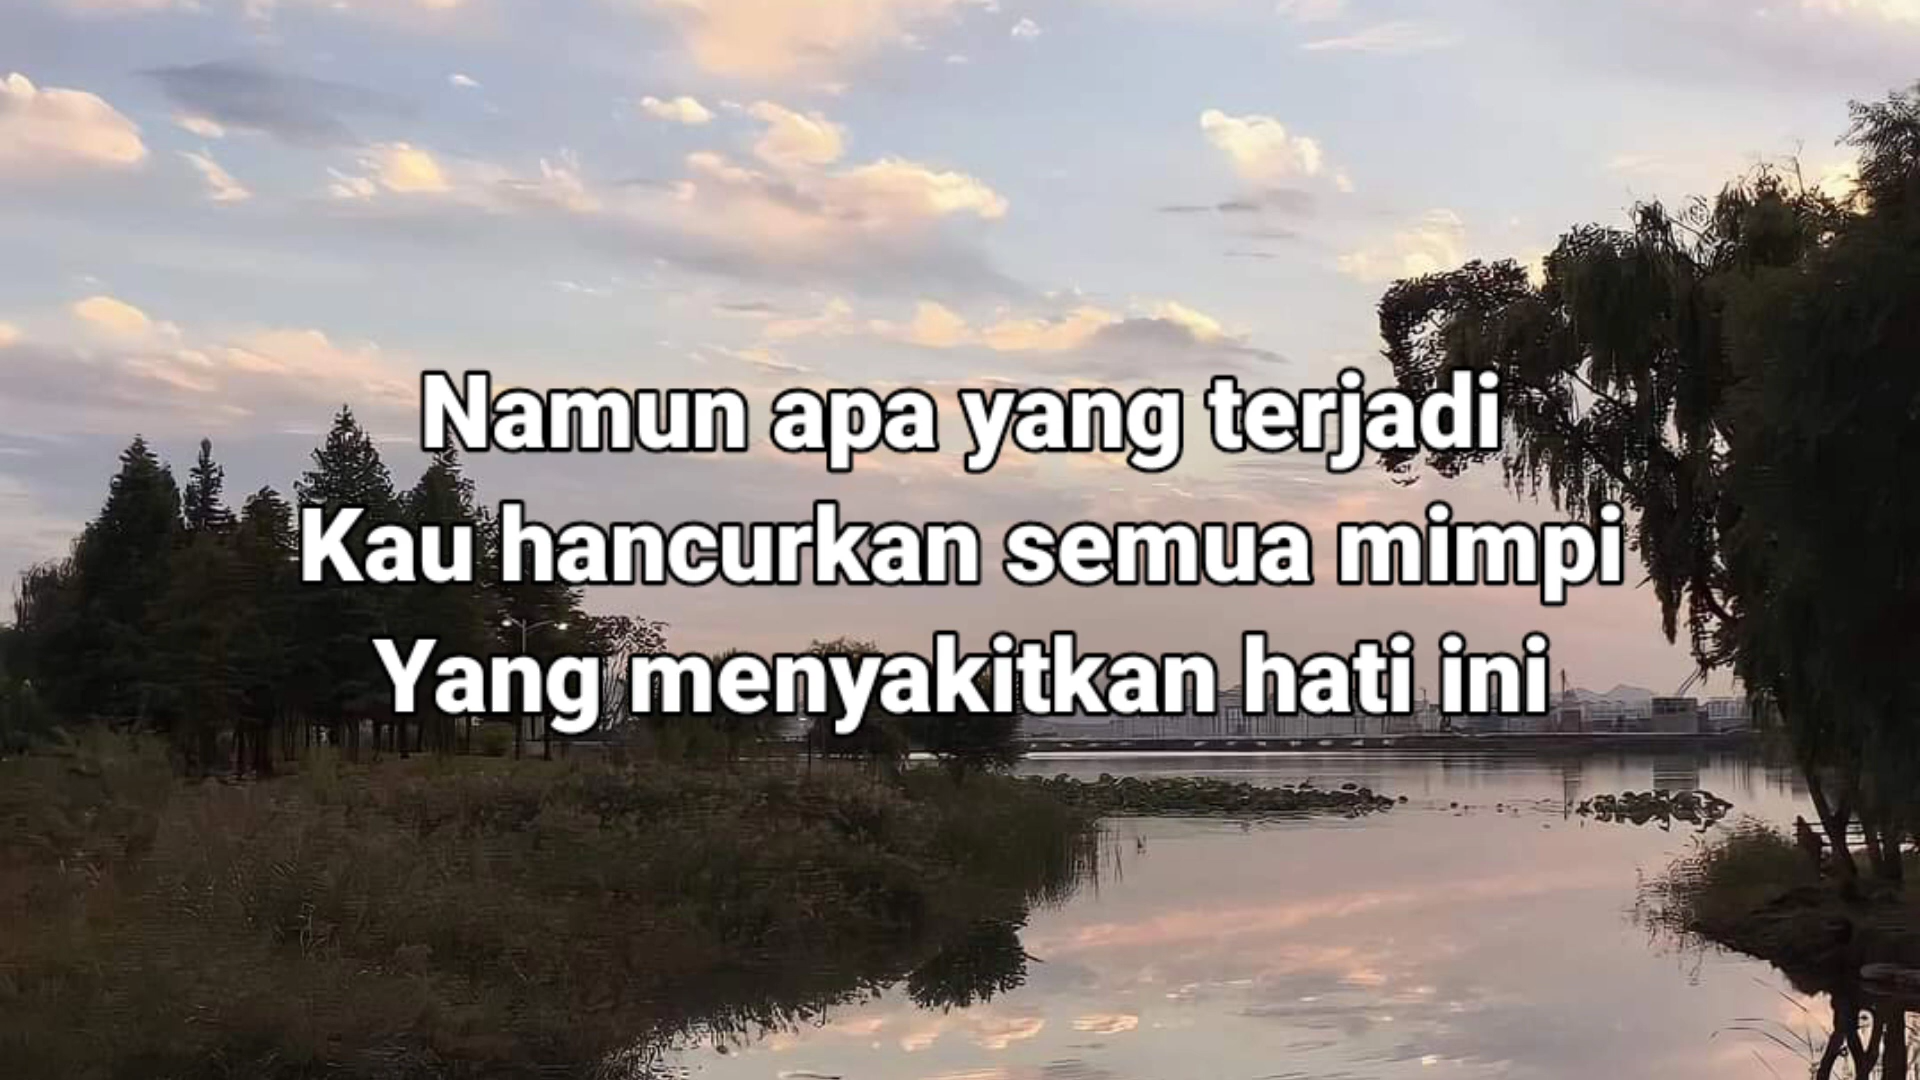 Namun apa yang terjadi
Kau hancurkan semua mimpi
Yang menyakitkan hati ini